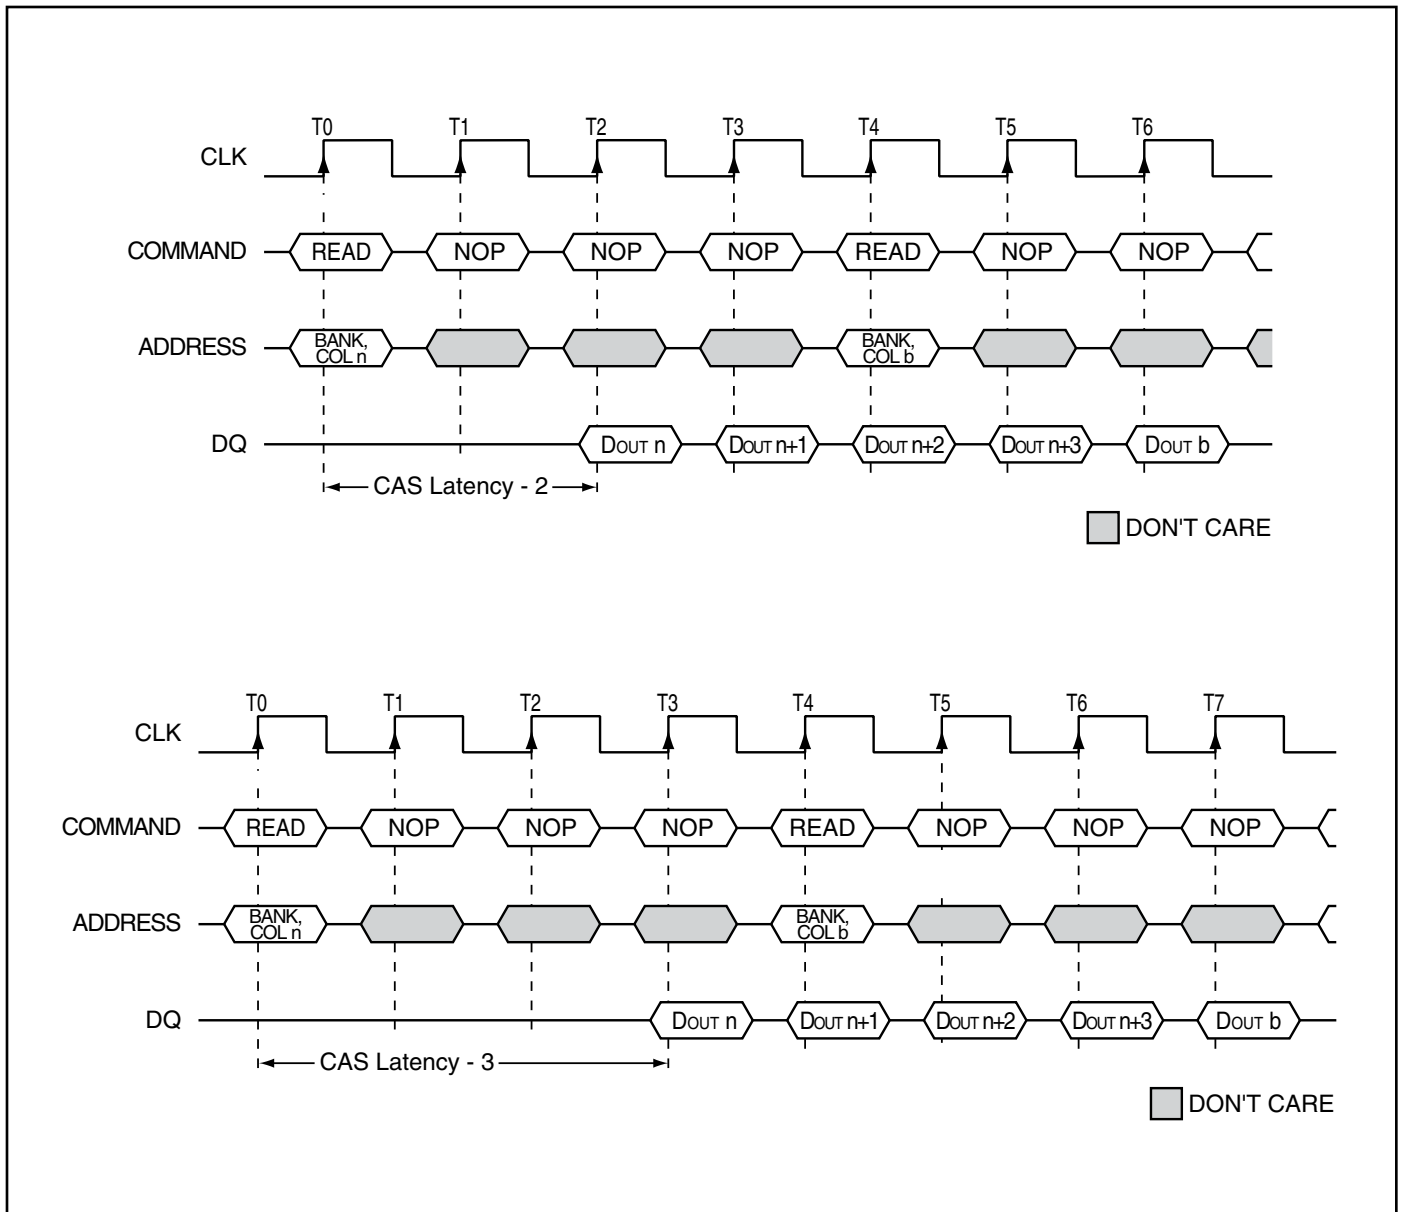 T0 T1 T2 T3 T4 T5 T6
CLK
COMMAND READ NOP NOP NOP READ NOP NOP
ADDRESS BANK, COL n BANK, COL b
DQ DOUT n DOUT n+1 DOUT n+2 DOUT n+3 DOUT b
CAS Latency - 2
DON'T CARE
T0 T1 T2 T3 T4 T5 T6 T7
CLK
COMMAND READ NOP NOP NOP READ NOP NOP NOP
ADDRESS BANK, COL n BANK, COL b
DQ DOUT n DOUT n+1 DOUT n+2 DOUT n+3 DOUT b
CAS Latency - 3
DON'T CARE